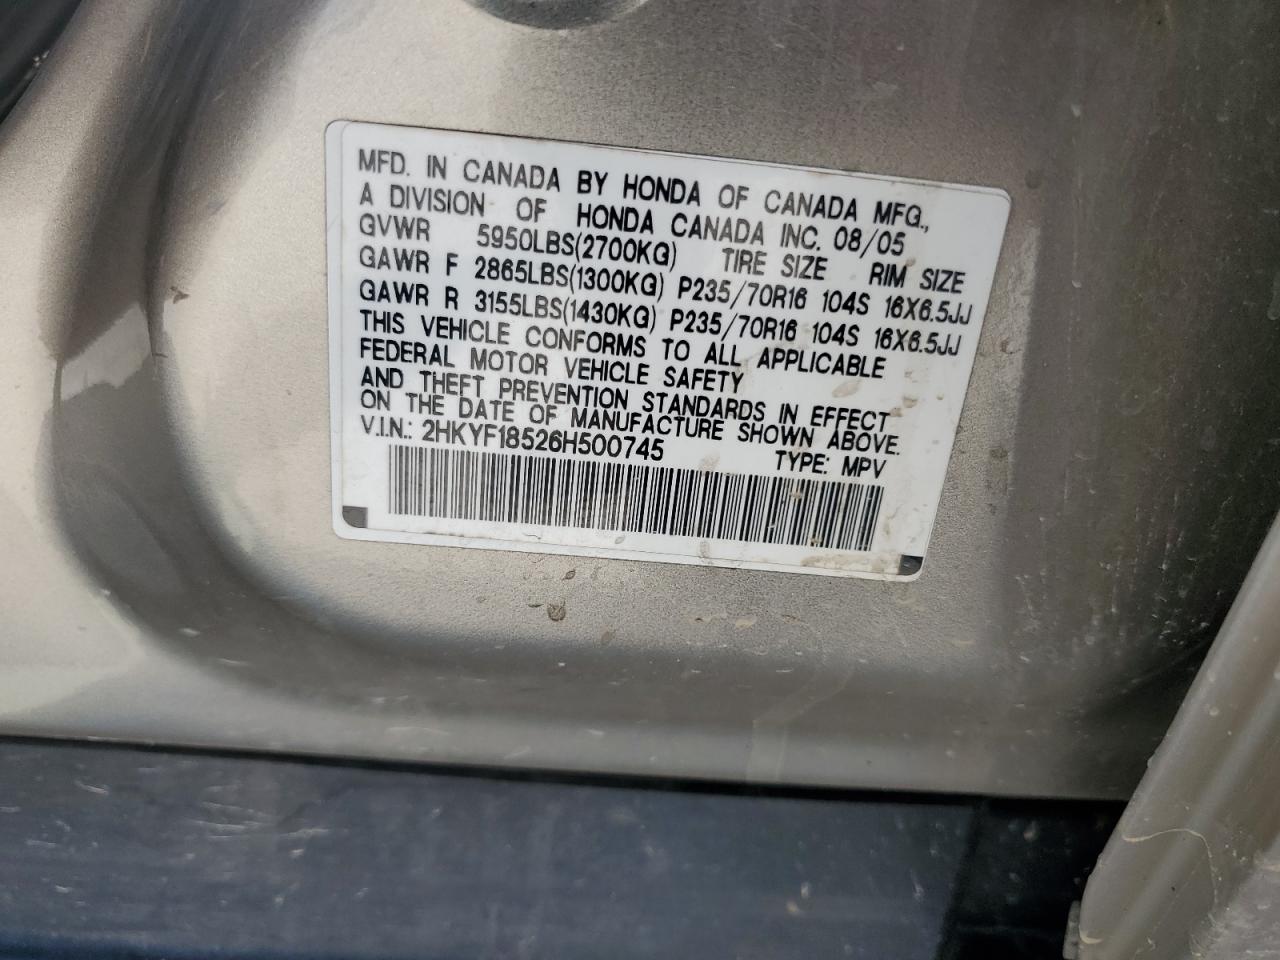 MFD. IN CANADA BY HONDA OF CANADA MFG.,
A DIVISION OF HONDA CANADA INC. 08/05
GVWR 5950LBS(2700KG) TIRE SIZE RIM SIZE
GAWR F 2865LBS(1300KG) P235/70R16 104S 16X6.5JJ
GAWR R 3155LBS(1430KG) P235/70R16 104S 16X6.5JJ
THIS VEHICLE CONFORMS TO ALL APPLICABLE
FEDERAL MOTOR VEHICLE SAFETY
AND THEFT PREVENTION STANDARDS IN EFFECT
ON THE DATE OF MANUFACTURE SHOWN ABOVE.
V.I.N.: 2HKYF18526H500745 TYPE: MPV